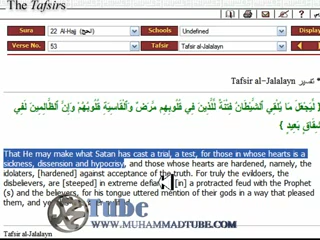 The Tafsirs
Sura 22 Al-Hajj (الحج) Schools Undefined Display
Verse No. 53 Tafsir Tafsir al-Jalalayn
Tafsir al-Jalalayn تفسير *
{ لِّيَجْعَلَ مَا يُلْقِي ٱلشَّيْطَانُ فِتْنَةً لِّلَّذِينَ فِي قُلُوبِهِم مَّرَضٌ وَٱلْقَاسِيَةِ قُلُوبُهُمْ وَإِنَّ ٱلظَّالِمِينَ لَفِي
شِقَاقٍ بَعِيدٍ }
That He may make what Satan has cast a trial, a test, for those in whose hearts is a
sickness, dissension and hypocrisy, and those whose hearts are hardened, namely, the
idolaters, [hardened] against acceptance of the truth. For truly the evildoers, the
disbelievers, are [steeped] in extreme defiance, [in] a protracted feud with the Prophet
(s) and the believers, for his tongue uttered mention of their gods in a way that pleased
them, and
Tube
WWW.MUHAMMADTUBE.COM
Tafsir al-Jalalayn